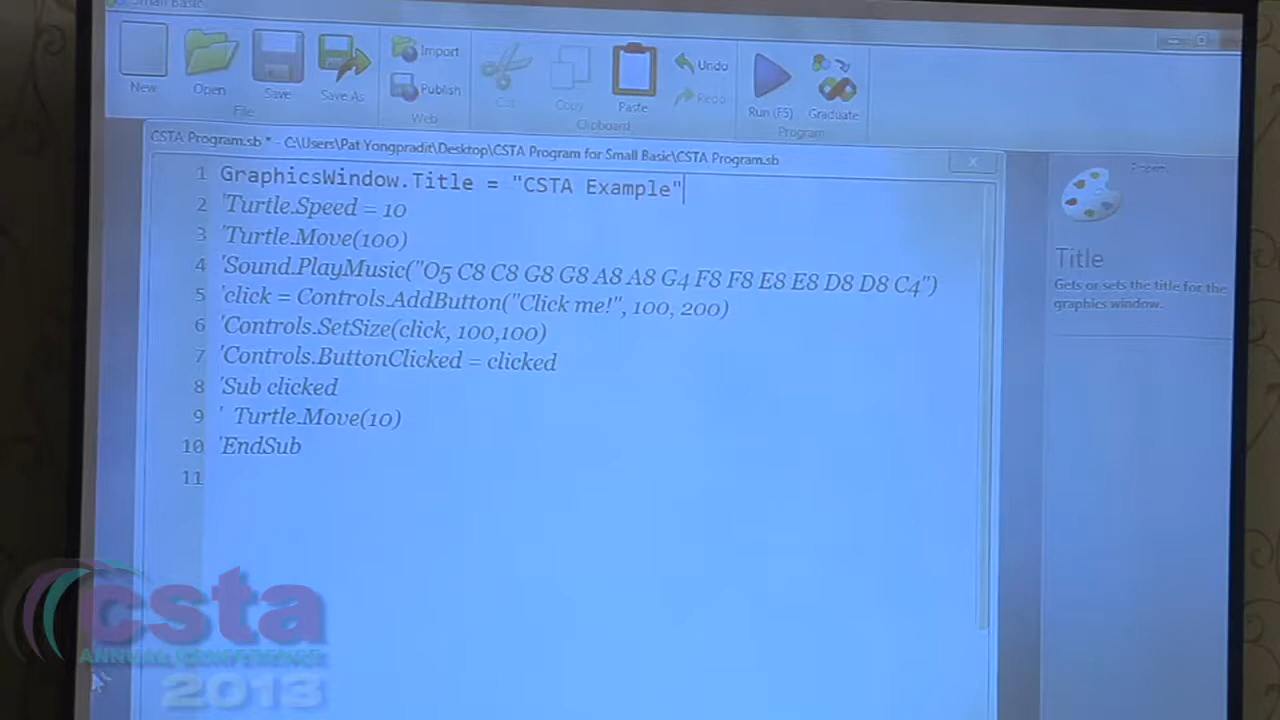 Small Basic
New
Open
Save
Save As
Import
Publish
Cut
Copy
Paste
Undo
Redo
Run (F5)
Graduate
File
Web
Clipboard
Program
CSTA Program.sb * - C:\Users\Pat Yongpradit\Desktop\CSTA Program for Small Basic\CSTA Program.sb
1 GraphicsWindow.Title = "CSTA Example"
2 'Turtle.Speed = 10
3 'Turtle.Move(100)
4 'Sound.PlayMusic("O5 C8 C8 G8 G8 A8 A8 G4 F8 F8 E8 E8 D8 D8 C4")
5 'click = Controls.AddButton("Click me!", 100, 200)
6 'Controls.SetSize(click, 100,100)
7 'Controls.ButtonClicked = clicked
8 'Sub clicked
9 '  Turtle.Move(10)
10 'EndSub
11
Title
Gets or sets the title for the
graphics window.
csta
ANNUAL CONFERENCE
2013